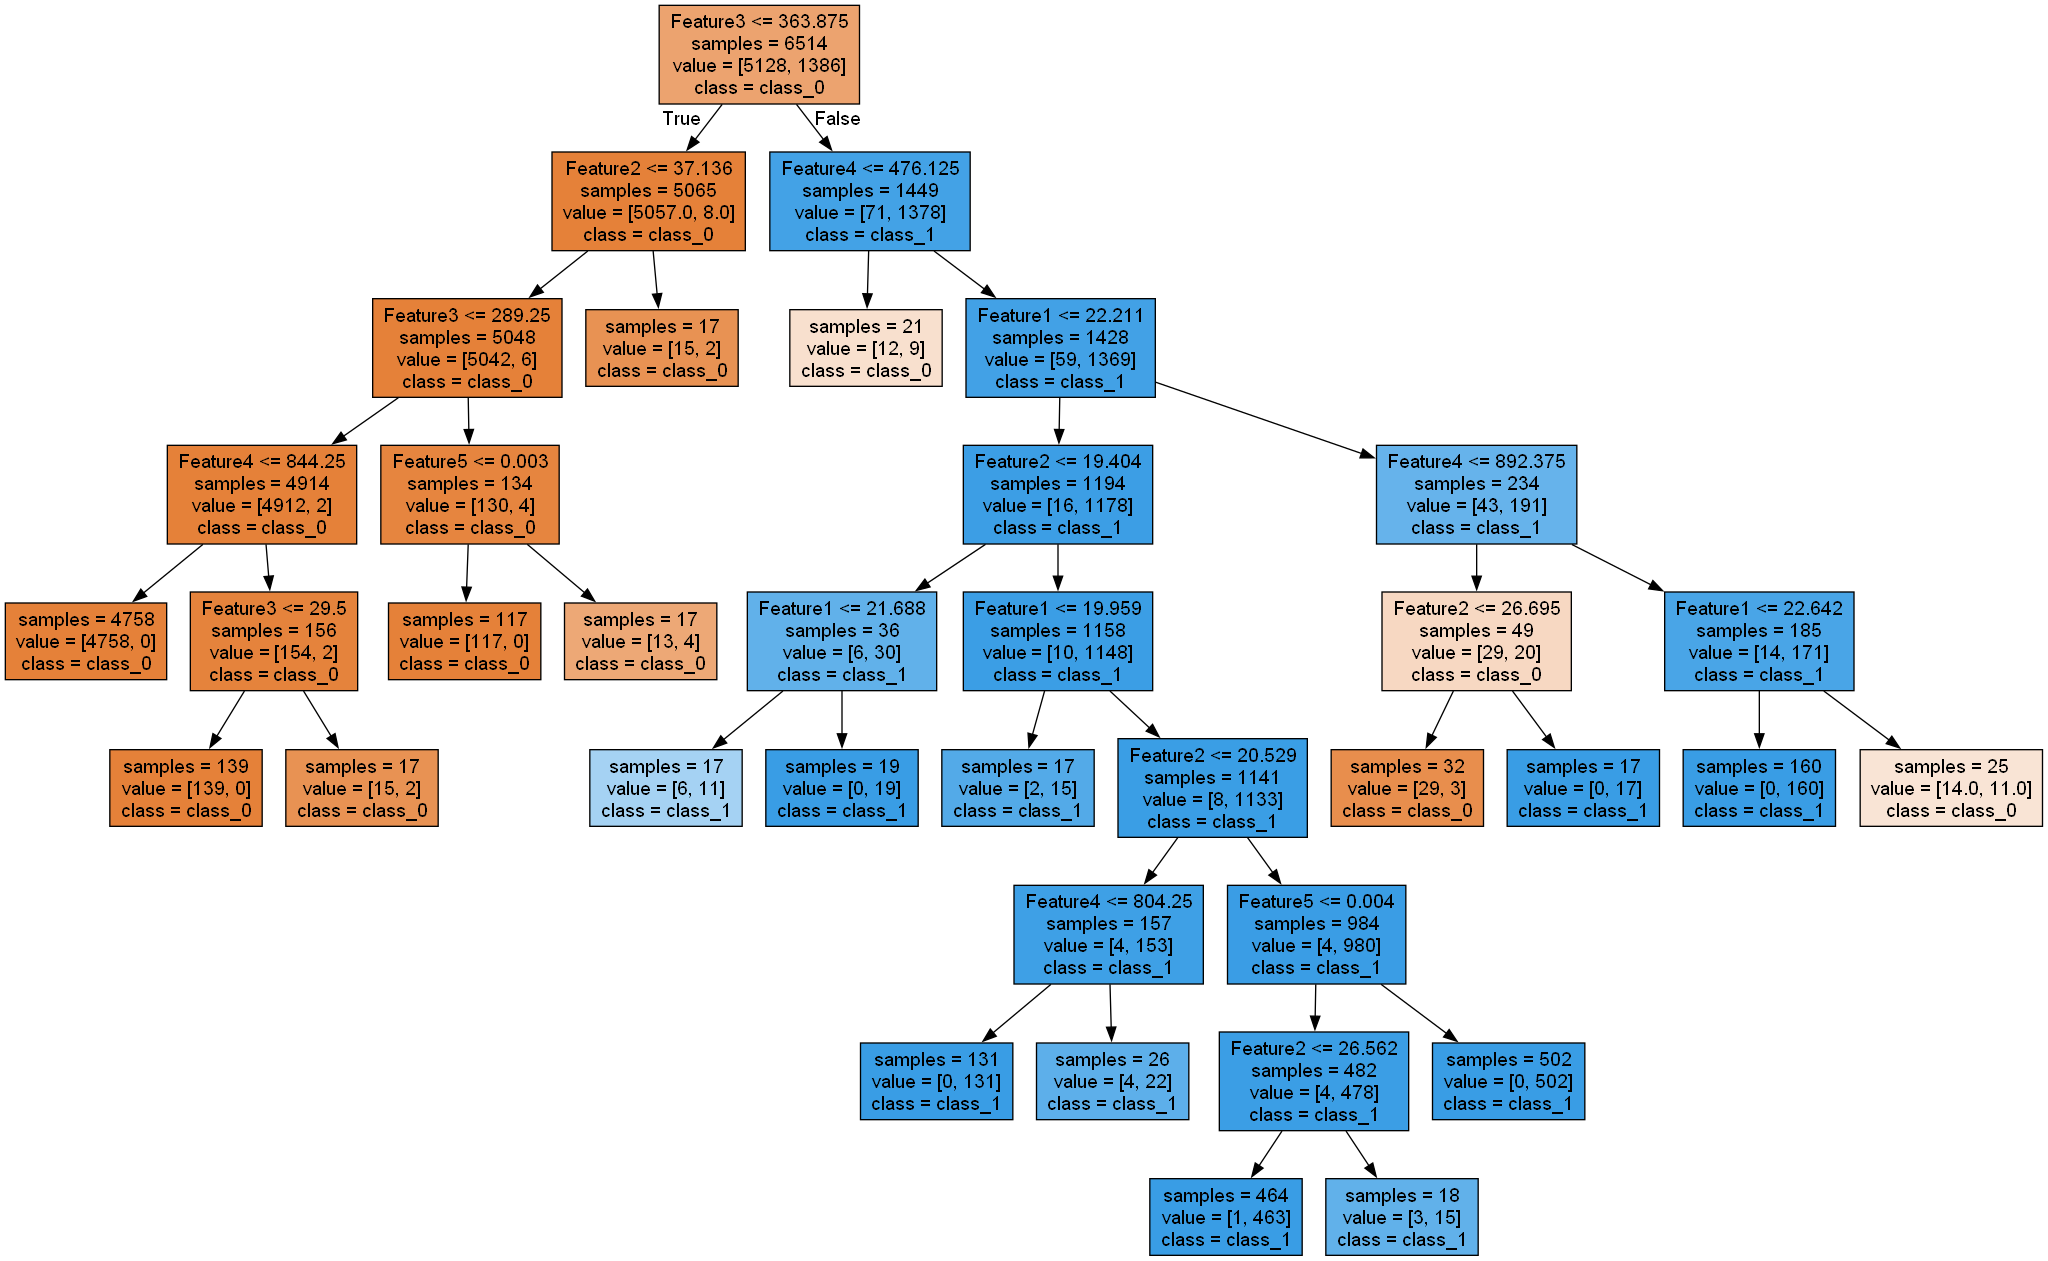 Feature3 <= 363.875
samples = 6514
value = [5128, 1386]
class = class_0
True
False
Feature2 <= 37.136
samples = 5065
value = [5057.0, 8.0]
class = class_0
Feature4 <= 476.125
samples = 1449
value = [71, 1378]
class = class_1
Feature3 <= 289.25
samples = 5048
value = [5042, 6]
class = class_0
samples = 17
value = [15, 2]
class = class_0
samples = 21
value = [12, 9]
class = class_0
Feature1 <= 22.211
samples = 1428
value = [59, 1369]
class = class_1
Feature4 <= 844.25
samples = 4914
value = [4912, 2]
class = class_0
Feature5 <= 0.003
samples = 134
value = [130, 4]
class = class_0
Feature2 <= 19.404
samples = 1194
value = [16, 1178]
class = class_1
Feature4 <= 892.375
samples = 234
value = [43, 191]
class = class_1
samples = 4758
value = [4758, 0]
class = class_0
Feature3 <= 29.5
samples = 156
value = [154, 2]
class = class_0
samples = 117
value = [117, 0]
class = class_0
samples = 17
value = [13, 4]
class = class_0
Feature1 <= 21.688
samples = 36
value = [6, 30]
class = class_1
Feature1 <= 19.959
samples = 1158
value = [10, 1148]
class = class_1
Feature2 <= 26.695
samples = 49
value = [29, 20]
class = class_0
Feature1 <= 22.642
samples = 185
value = [14, 171]
class = class_1
samples = 139
value = [139, 0]
class = class_0
samples = 17
value = [15, 2]
class = class_0
samples = 17
value = [6, 11]
class = class_1
samples = 19
value = [0, 19]
class = class_1
samples = 17
value = [2, 15]
class = class_1
Feature2 <= 20.529
samples = 1141
value = [8, 1133]
class = class_1
samples = 32
value = [29, 3]
class = class_0
samples = 17
value = [0, 17]
class = class_1
samples = 160
value = [0, 160]
class = class_1
samples = 25
value = [14.0, 11.0]
class = class_0
Feature4 <= 804.25
samples = 157
value = [4, 153]
class = class_1
Feature5 <= 0.004
samples = 984
value = [4, 980]
class = class_1
samples = 131
value = [0, 131]
class = class_1
samples = 26
value = [4, 22]
class = class_1
Feature2 <= 26.562
samples = 482
value = [4, 478]
class = class_1
samples = 502
value = [0, 502]
class = class_1
samples = 464
value = [1, 463]
class = class_1
samples = 18
value = [3, 15]
class = class_1